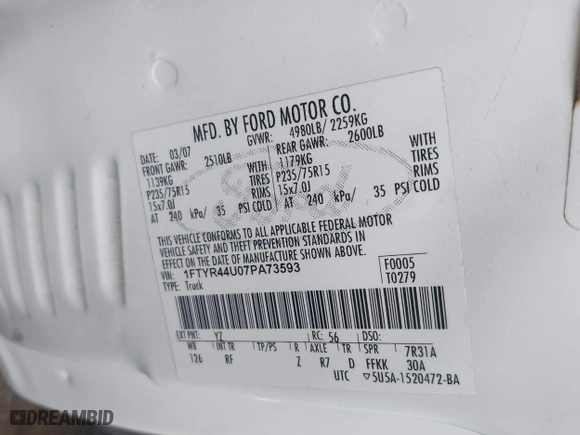 MFD. BY FORD MOTOR CO.
DATE: 03/07 GVWR: 4980LB/ 2259KG
FRONT GAWR: 2510LB REAR GAWR: 2600LB
1139KG WITH 1179KG WITH
P235/75R15 TIRES P235/75R15 TIRES
15x7.0J RIMS 15x7.0J RIMS
AT 240 kPa/ 35 PSI COLD AT 240 kPa/ 35 PSI COLD
THIS VEHICLE CONFORMS TO ALL APPLICABLE FEDERAL MOTOR
VEHICLE SAFETY AND THEFT PREVENTION STANDARDS IN
EFFECT ON THE DATE OF MANUFACTURE SHOWN ABOVE.
VIN: 1FTYR44U07PA73593 F0005
TYPE: Truck T0279
EXT PNT: YZ RC: 56 DSO:
WB INT TR TP/PS R AXLE TR SPR 7R31A
126 RF Z R7 D FFKK 30A
UTC 5U5A-1520472-BA
DREAMBID